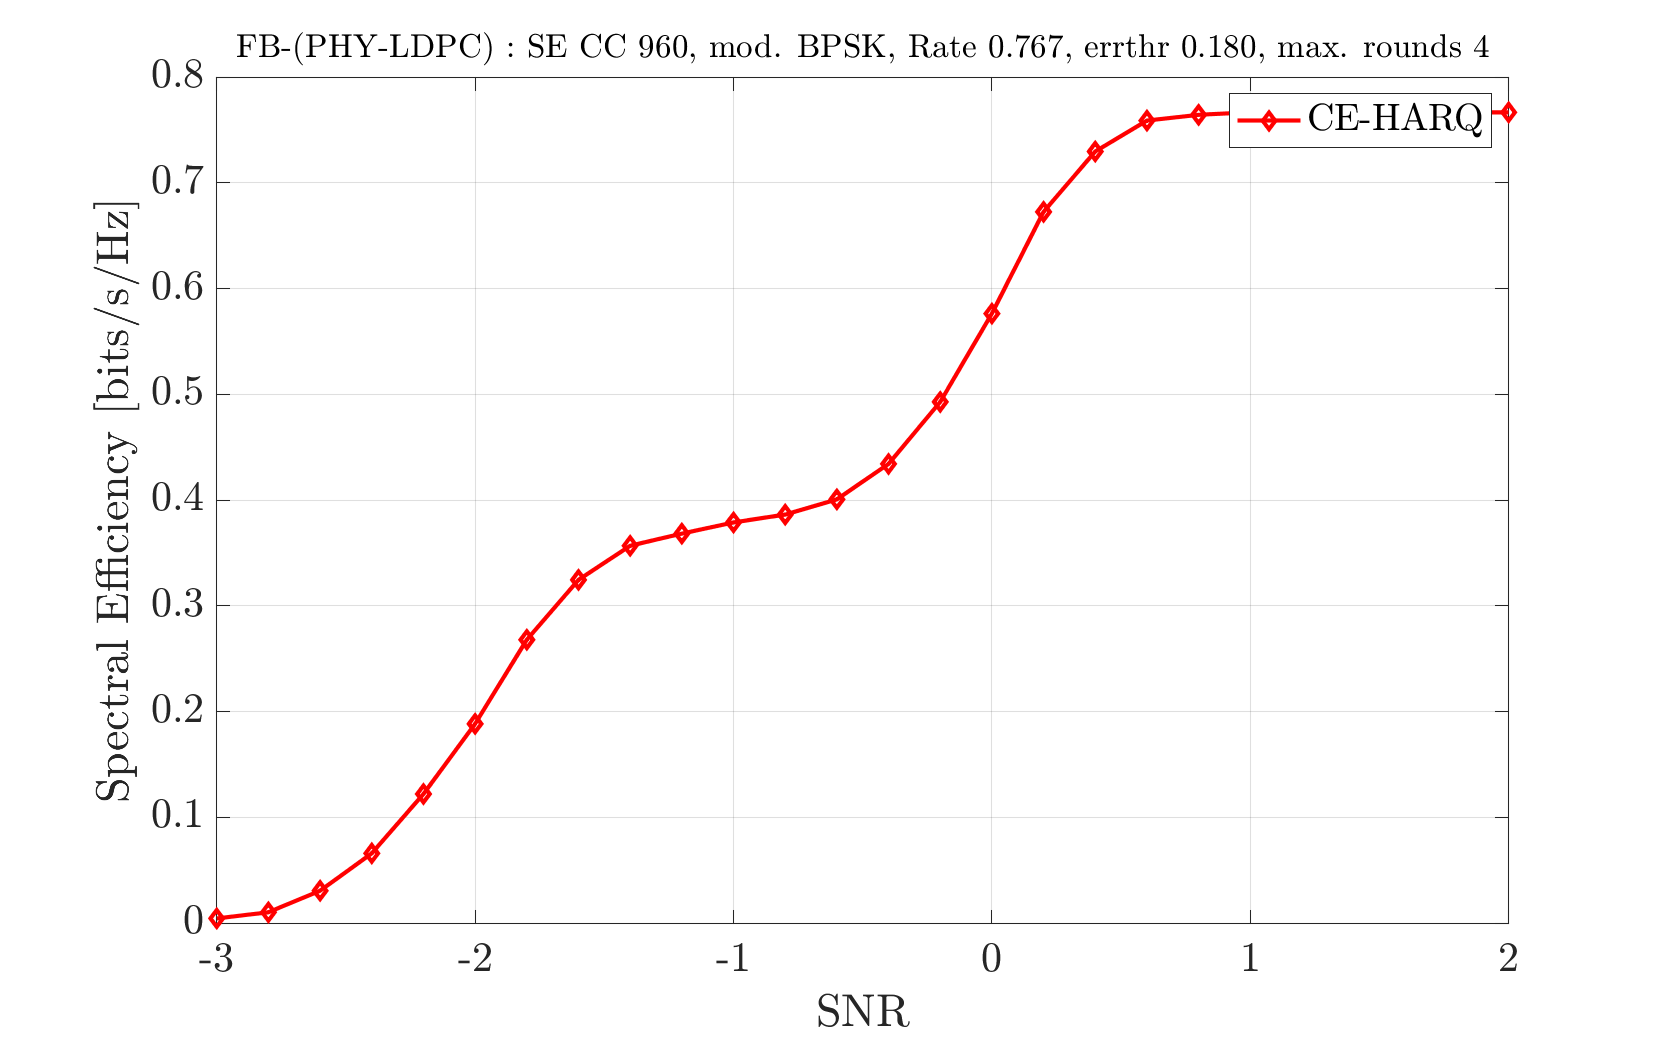 FB-(PHY-LDPC) : SE CC 960, mod. BPSK, Rate 0.767, errthr 0.180, max. rounds 4
CE-HARQ
Spectral Efficiency [bits/s/Hz]
0.8
0.7
0.6
0.5
0.4
0.3
0.2
0.1
0
-3 -2 -1 0 1 2
SNR